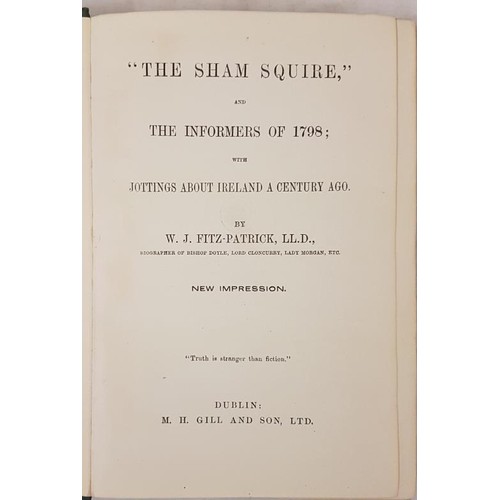 "THE SHAM SQUIRE,"
AND
THE INFORMERS OF 1798;
WITH
JOTTINGS ABOUT IRELAND A CENTURY AGO.
BY
W. J. FITZ-PATRICK, LL.D.,
BIOGRAPHER OF BISHOP DOYLE, LORD CLONCURRY, LADY MORGAN, ETC.
NEW IMPRESSION.
"Truth is stranger than fiction."
DUBLIN:
M. H. GILL AND SON, LTD.